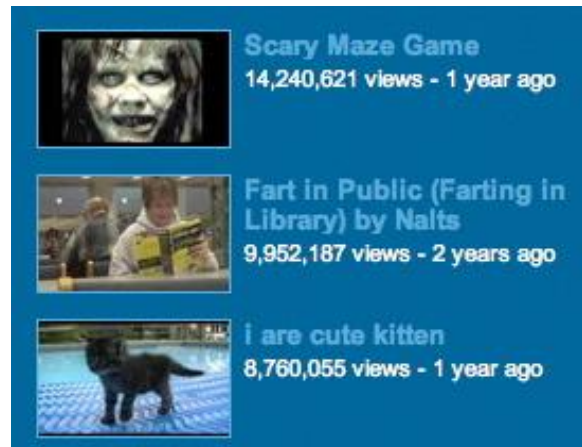 Scary Maze Game
14,240,621 views - 1 year ago
Fart in Public (Farting in
Library) by Nalts
9,952,187 views - 2 years ago
i are cute kitten
8,760,055 views - 1 year ago